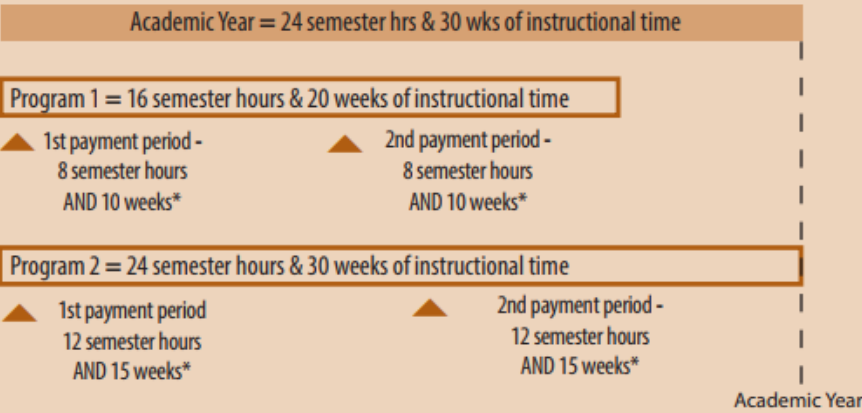 Academic Year = 24 semester hrs & 30 wks of instructional time
Program 1 = 16 semester hours & 20 weeks of instructional time
1st payment period -
8 semester hours
AND 10 weeks*
2nd payment period -
8 semester hours
AND 10 weeks*
Program 2 = 24 semester hours & 30 weeks of instructional time
1st payment period
12 semester hours
AND 15 weeks*
2nd payment period -
12 semester hours
AND 15 weeks*
Academic Year